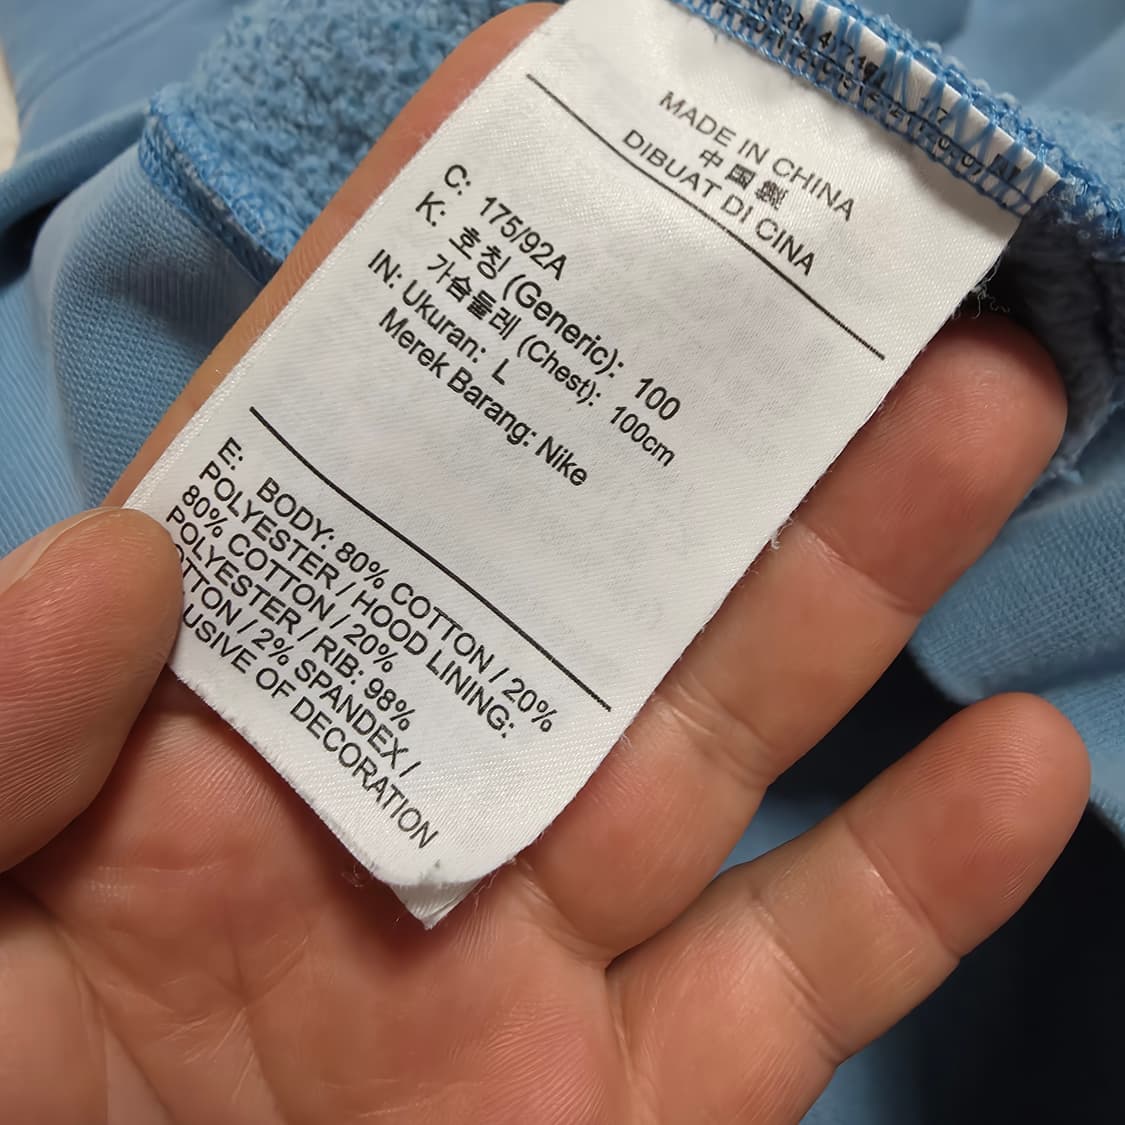 MADE IN CHINA
中国製
DIBUAT DI CINA
C: 175/92A
K: 호칭 (Generic): 100
가슴둘레 (Chest): 100cm
IN: Ukuran: L
Merek Barang: Nike
E: BODY: 80% COTTON / 20%
POLYESTER / HOOD LINING:
80% COTTON / 20%
POLYESTER / RIB: 98%
TTON / 2% SPANDEX /
USIVE OF DECORATION